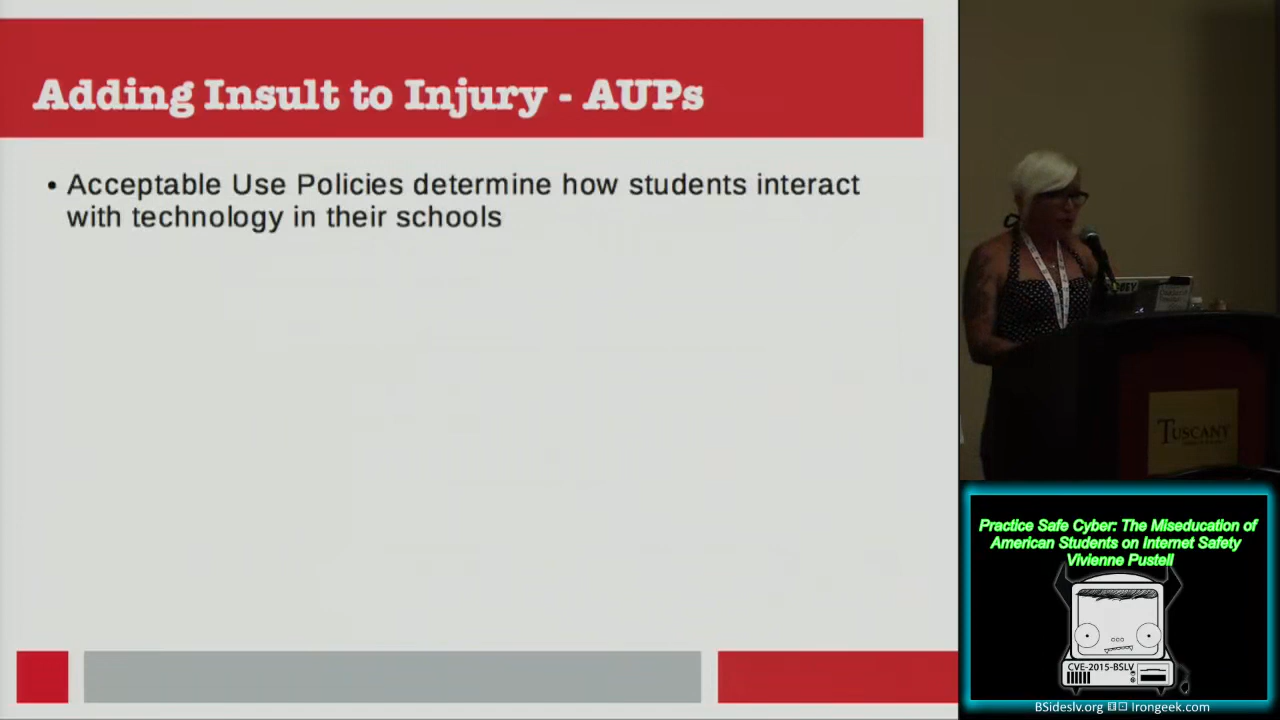 Adding Insult to Injury - AUPs
• Acceptable Use Policies determine how students interact
with technology in their schools
TUSCANY
Practice Safe Cyber: The Miseducation of
American Students on Internet Safety
Vivienne Pustell
CVE-2015-BSLV
BSideslv.org
Irongeek.com